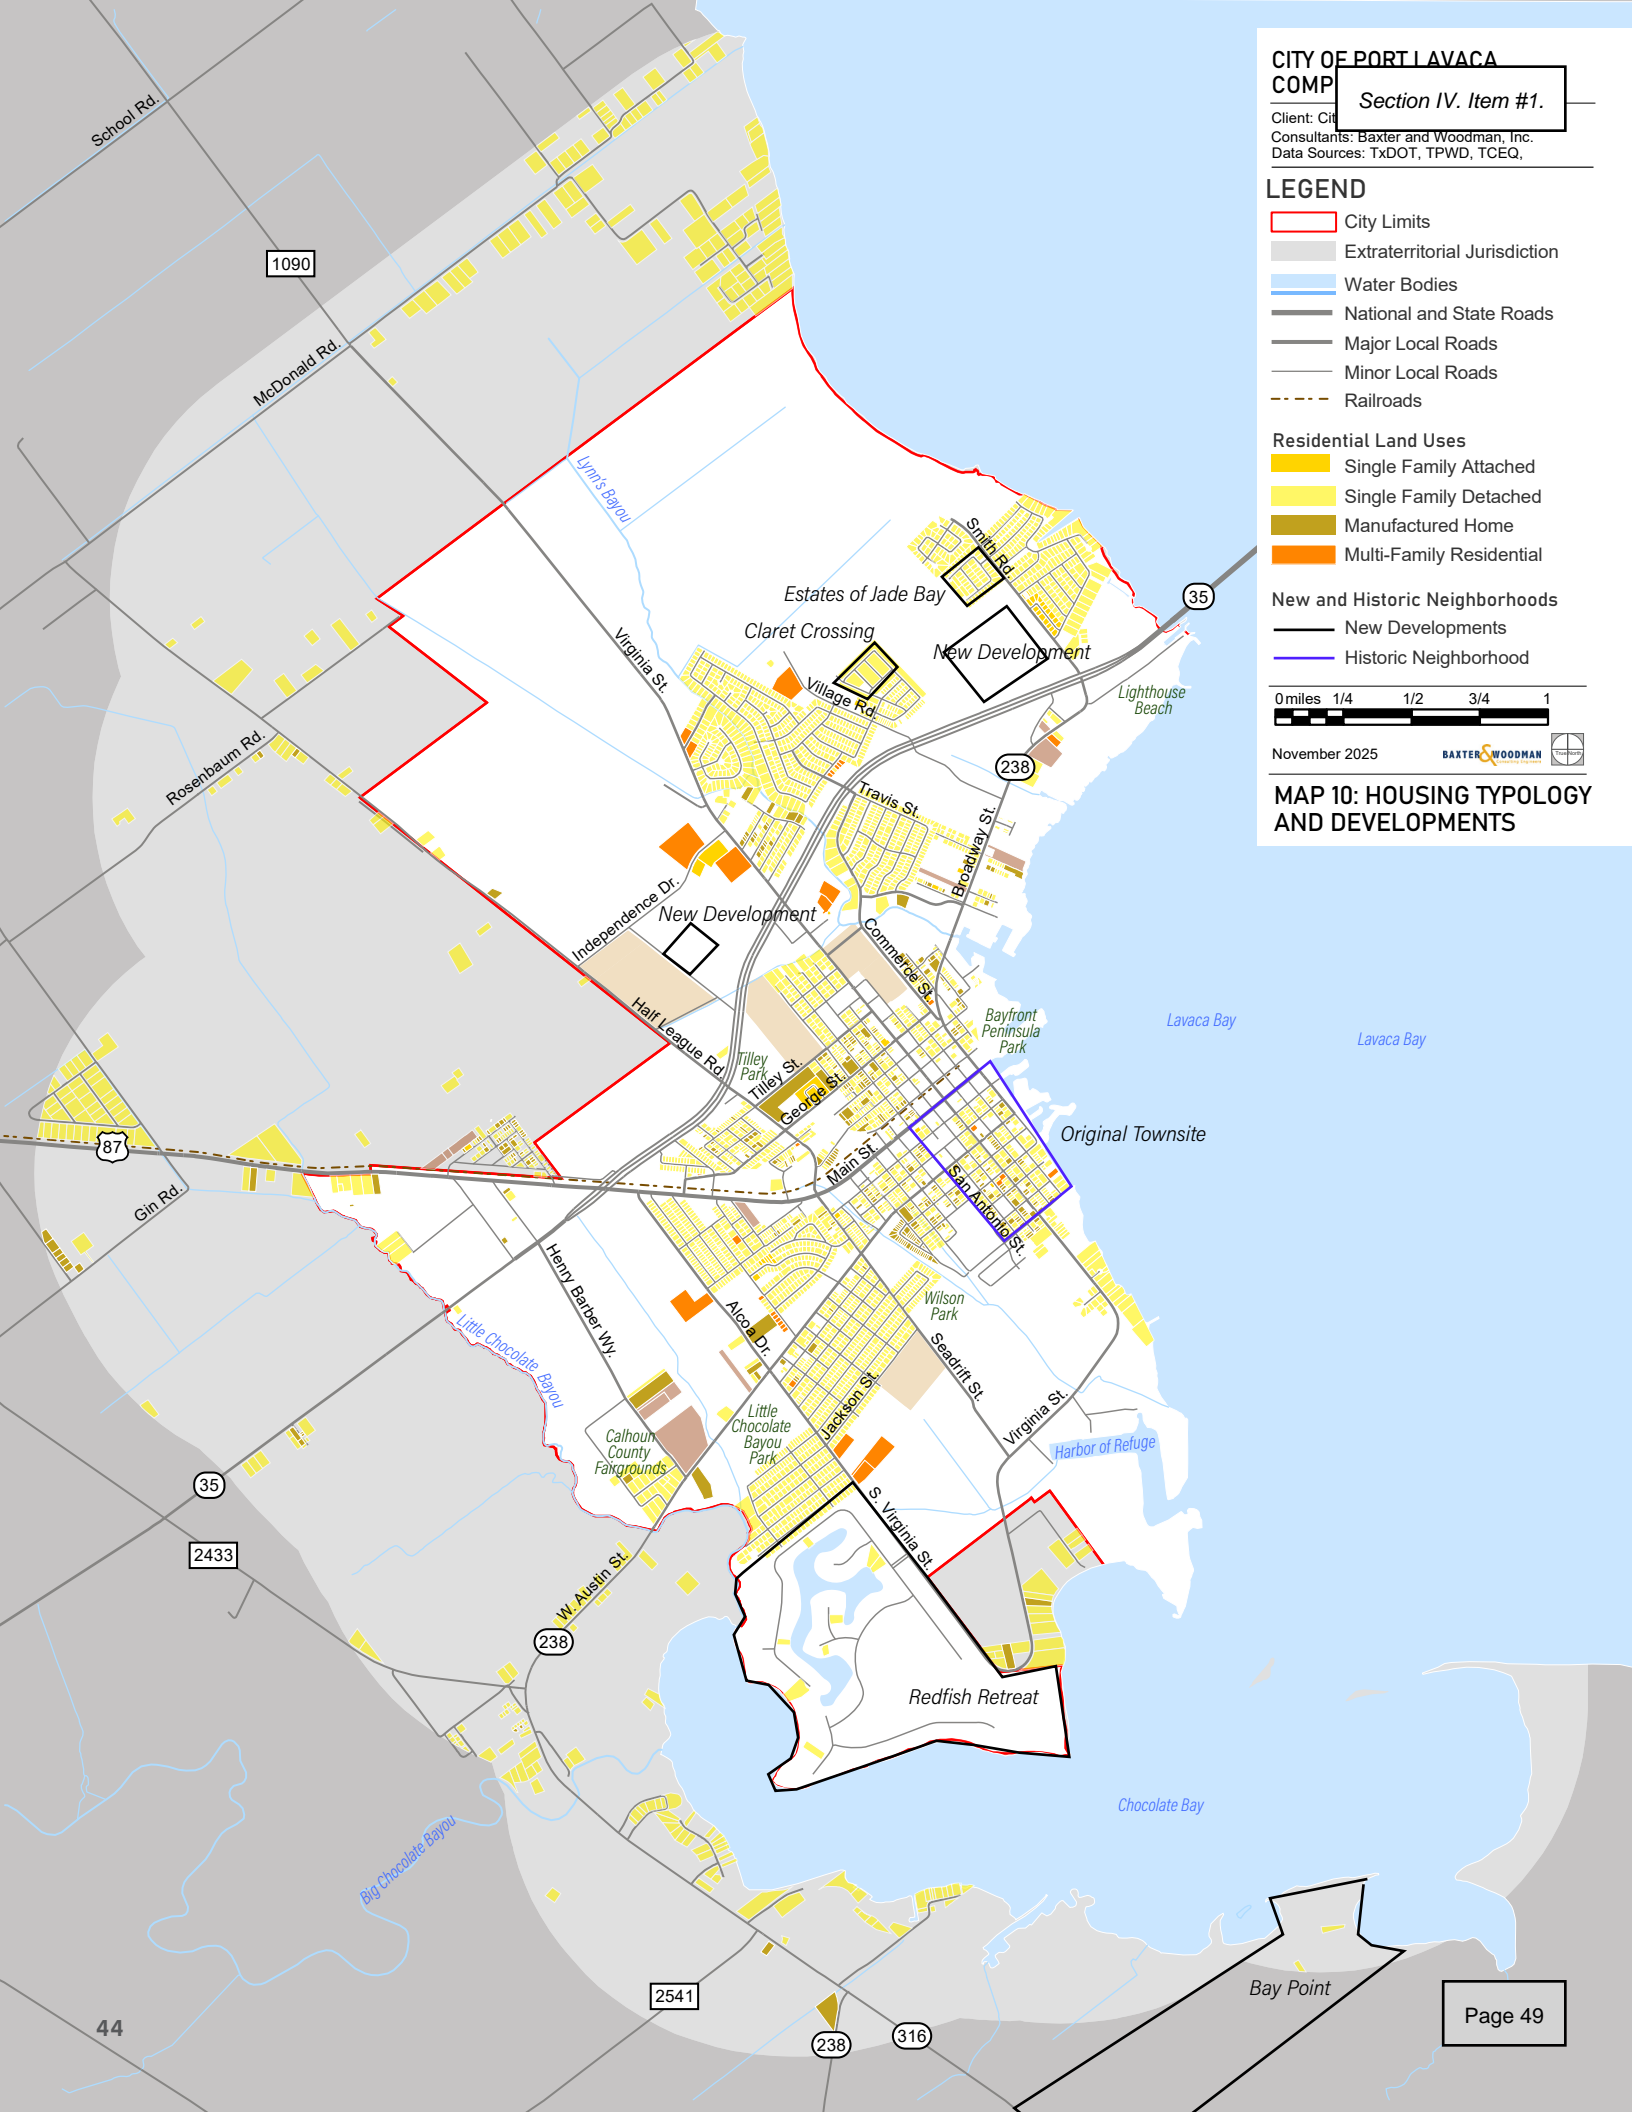 CITY OF PORT LAVACA
COMP
Section IV. Item #1.
Client: Cit
Consultants: Baxter and Woodman, Inc.
Data Sources: TxDOT, TPWD, TCEQ,
LEGEND
City Limits
Extraterritorial Jurisdiction
Water Bodies
National and State Roads
Major Local Roads
Minor Local Roads
Railroads
Residential Land Uses
Single Family Attached
Single Family Detached
Manufactured Home
Multi-Family Residential
New and Historic Neighborhoods
New Developments
Historic Neighborhood
0 miles 1/4 1/2 3/4 1
November 2025
BAXTER & WOODMAN
Consulting Engineers
True North
MAP 10: HOUSING TYPOLOGY
AND DEVELOPMENTS
School Rd.
1090
McDonald Rd.
Lynn's Bayou
Smith Rd.
Estates of Jade Bay
35
Claret Crossing
Virginia St.
New Development
Village Rd.
Lighthouse
Beach
Rosenbaum Rd.
238
Travis St.
Broadway St.
Independence Dr.
New Development
Commerce St.
Half League Rd.
Bayfront
Peninsula
Park
Lavaca Bay
Lavaca Bay
Tilley
Park
Tilley St.
George St.
87
Original Townsite
Main St.
San Antonio St.
Gin Rd.
Henry Barber Wy.
Little Chocolate Bayou
Alcoa Dr.
Wilson
Park
Seadrift St.
Jackson St.
Virginia St.
Little
Chocolate
Bayou
Park
Calhoun
County
Fairgrounds
Harbor of Refuge
35
S. Virginia St.
2433
W. Austin St.
238
Redfish Retreat
Chocolate Bay
Big Chocolate Bayou
Bay Point
2541
238
316
44
Page 49